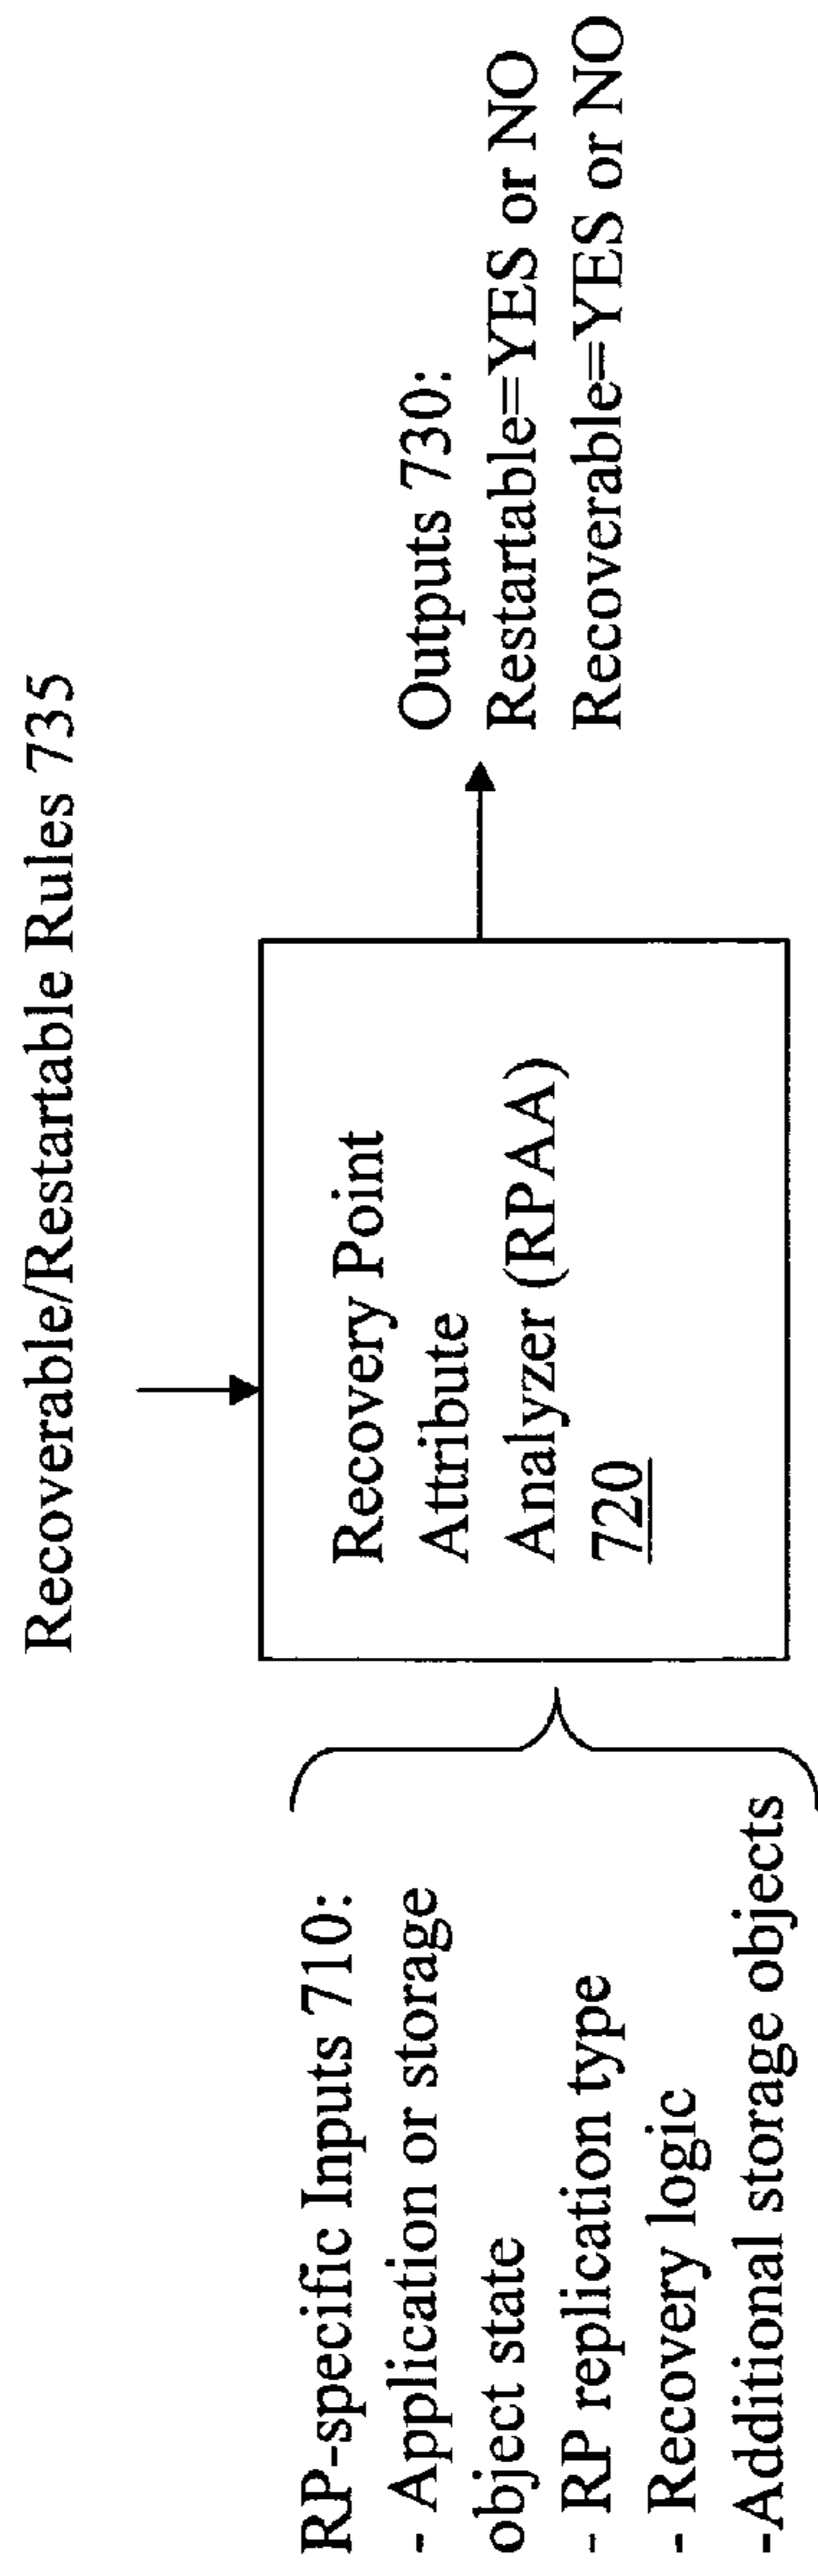 Recoverable/Restartable Rules 735
RP-specific Inputs 710:
- Application or storage
object state
- RP replication type
- Recovery logic
-Additional storage objects
Recovery Point
Attribute
Analyzer (RPAA)
720
Outputs 730:
Restartable=YES or NO
Recoverable=YES or NO